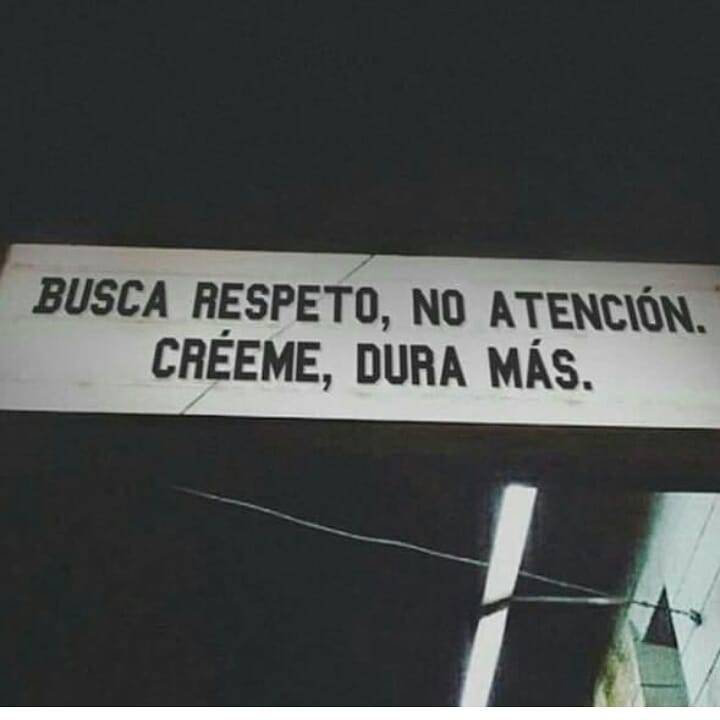 BUSCA RESPETO, NO ATENCIÓN.
CRÉEME, DURA MÁS.